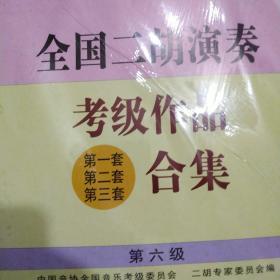 全国二胡演奏
考级作品
第一套
第二套
第三套
合集
第六级
中国音协全国音乐考级委员会 二胡专家委员会编